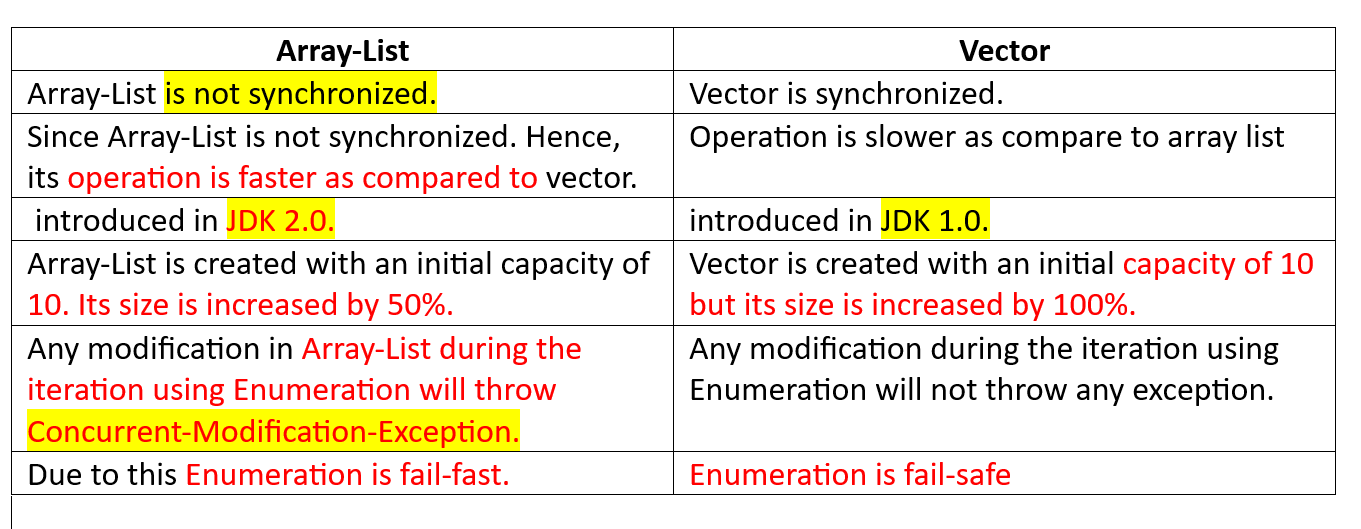 Array-List
Vector
Array-List is not synchronized.
Vector is synchronized.
Since Array-List is not synchronized. Hence,
its operation is faster as compared to vector.
Operation is slower as compare to array list
introduced in JDK 2.0.
introduced in JDK 1.0.
Array-List is created with an initial capacity of
10. Its size is increased by 50%.
Vector is created with an initial capacity of 10
but its size is increased by 100%.
Any modification in Array-List during the
iteration using Enumeration will throw
Concurrent-Modification-Exception.
Any modification during the iteration using
Enumeration will not throw any exception.
Due to this Enumeration is fail-fast.
Enumeration is fail-safe